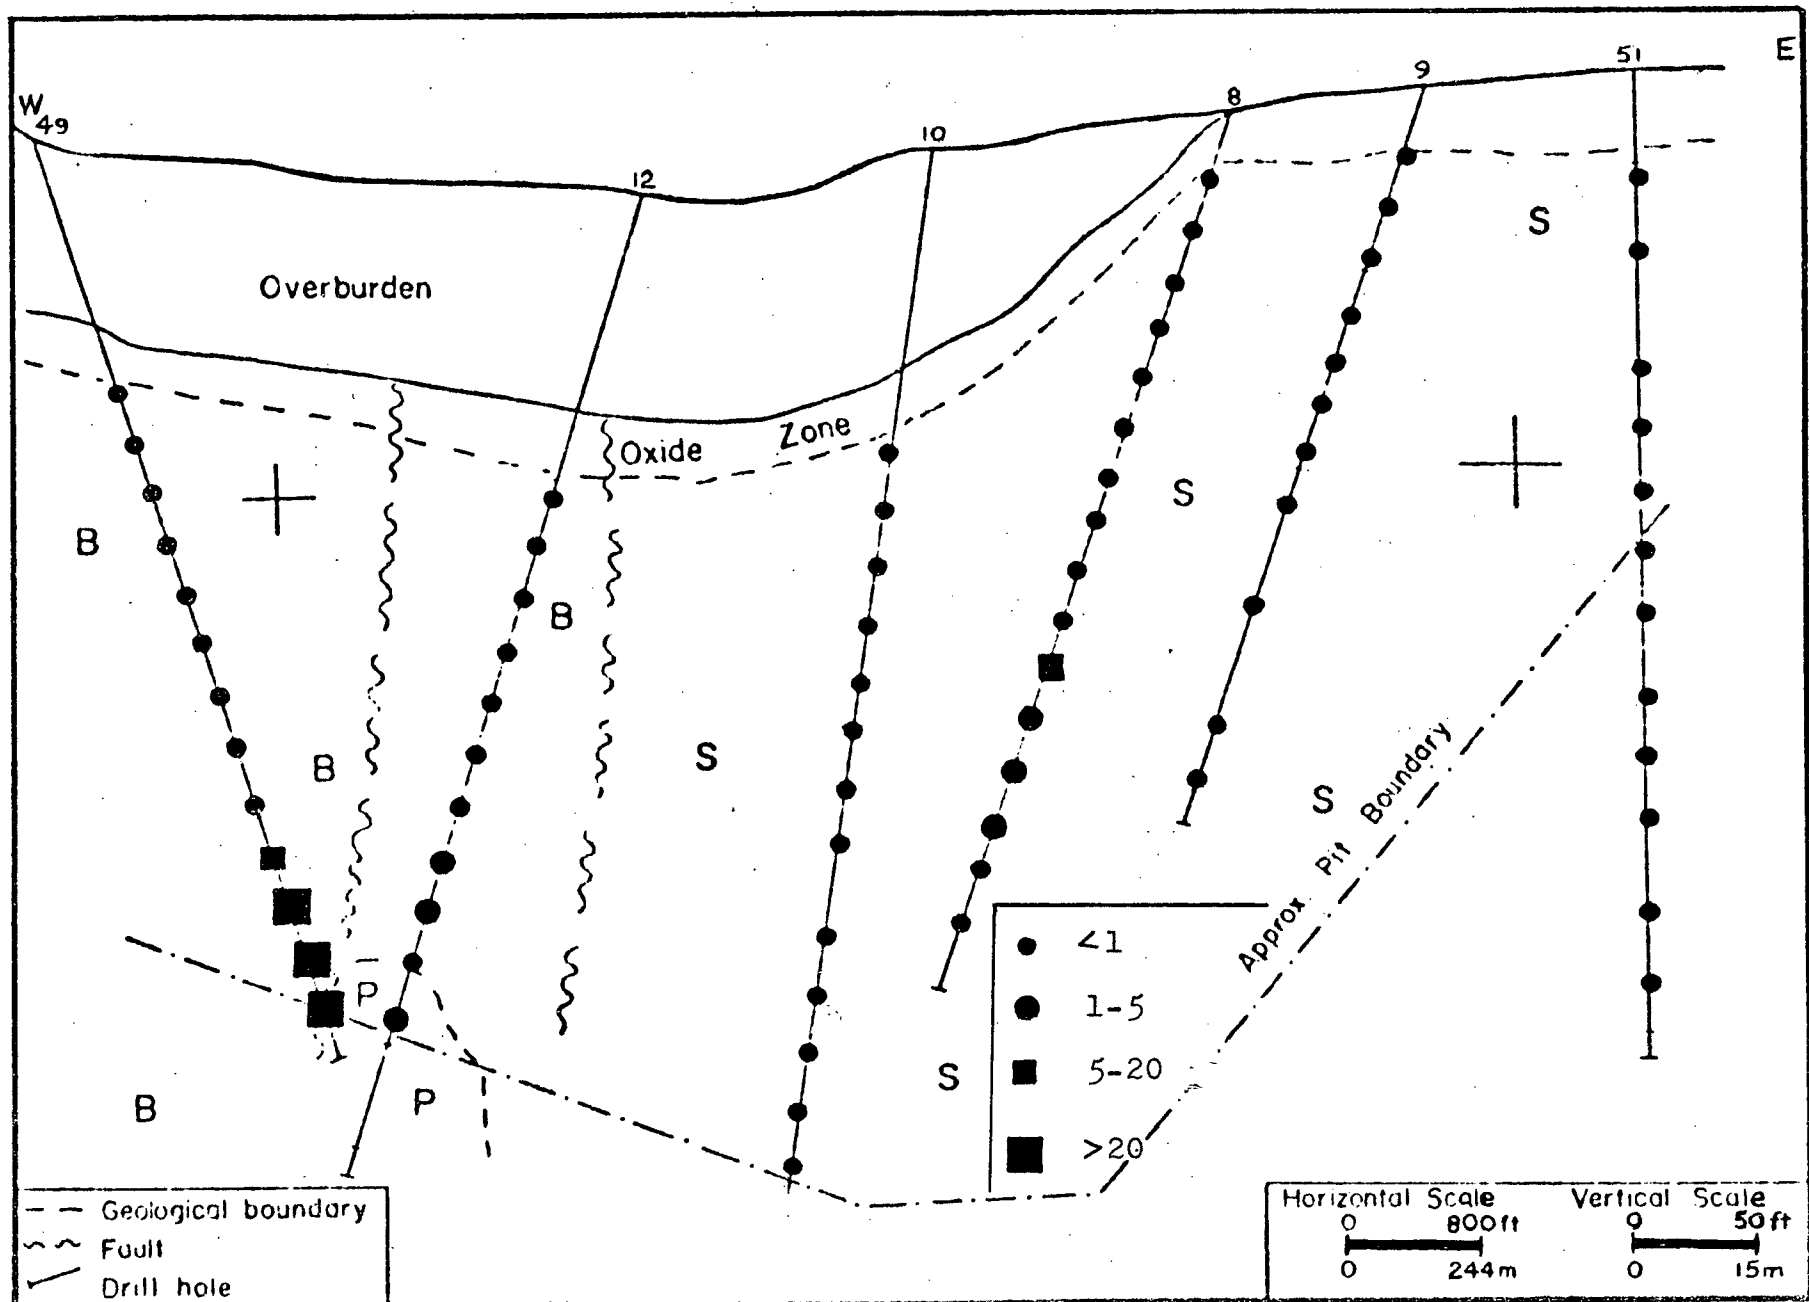 E
W
49
12
10
8
9
51
Overburden
Oxide Zone
S
S
B
B
B
S
S
Approx Pit Boundary
P
P
S
B
<1
1-5
5-20
>20
Geological boundary
Fault
Drill hole
Horizontal Scale
0 800ft
0 244m
Vertical Scale
0 50ft
0 15m